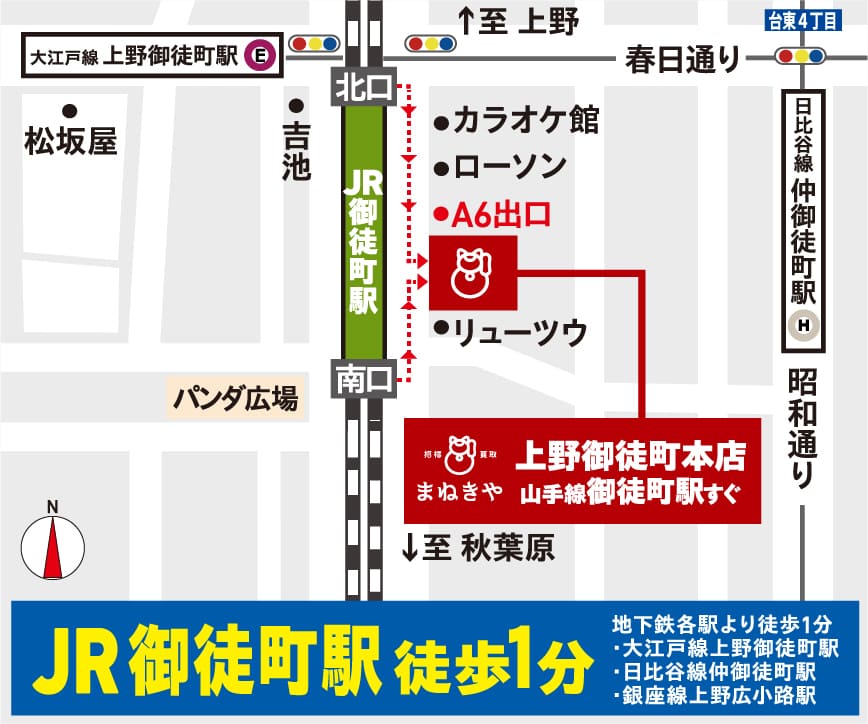 ↑至 上野
台東4丁目
大江戸線 上野御徒町駅 E
春日通り
北口
松坂屋
吉池
カラオケ館
ローソン
A6出口
JR御徒町駅
日比谷線 仲御徒町駅 H
リューツウ
南口
パンダ広場
昭和通り
招福 買取
まねきや
上野御徒町本店
山手線御徒町駅すぐ
N
↓至 秋葉原
JR御徒町駅 徒歩1分
地下鉄各駅より徒歩1分
・大江戸線上野御徒町駅
・日比谷線仲御徒町駅
・銀座線上野広小路駅